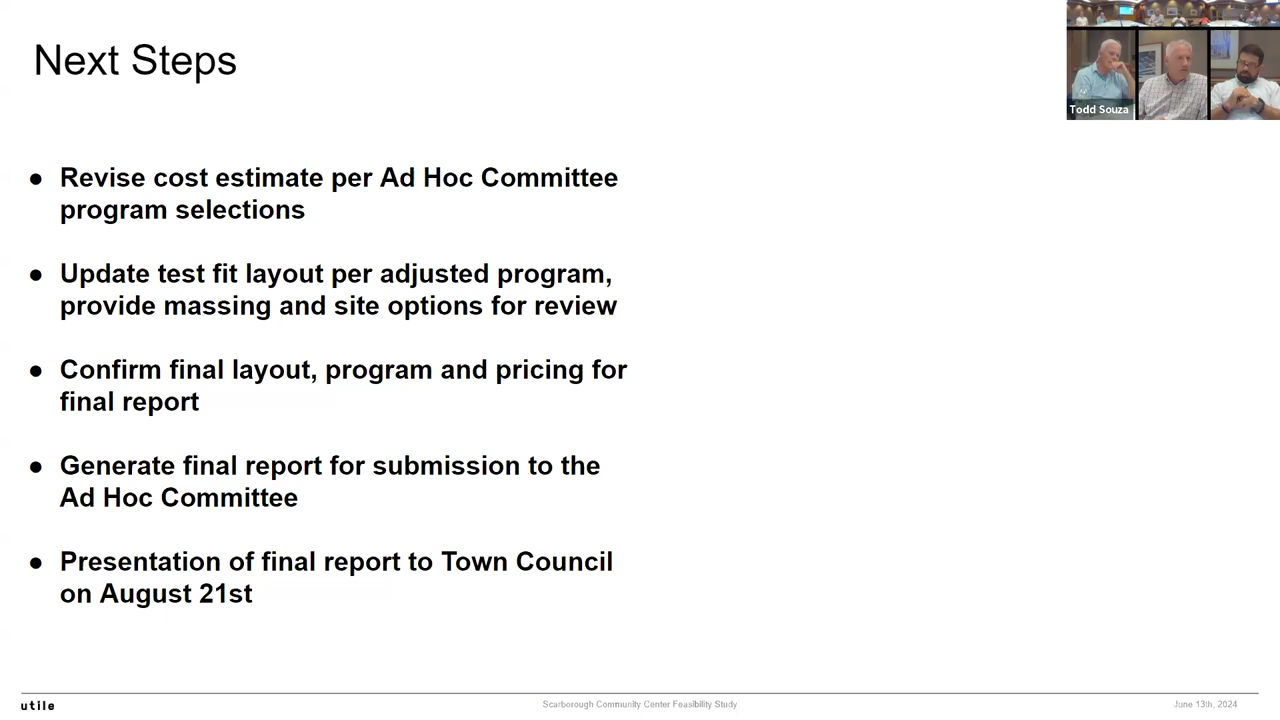 Next Steps
Todd Souza
● Revise cost estimate per Ad Hoc Committee
program selections
● Update test fit layout per adjusted program,
provide massing and site options for review
● Confirm final layout, program and pricing for
final report
● Generate final report for submission to the
Ad Hoc Committee
● Presentation of final report to Town Council
on August 21st
utile
Scarborough Community Center Feasibility Study
June 13th, 2024